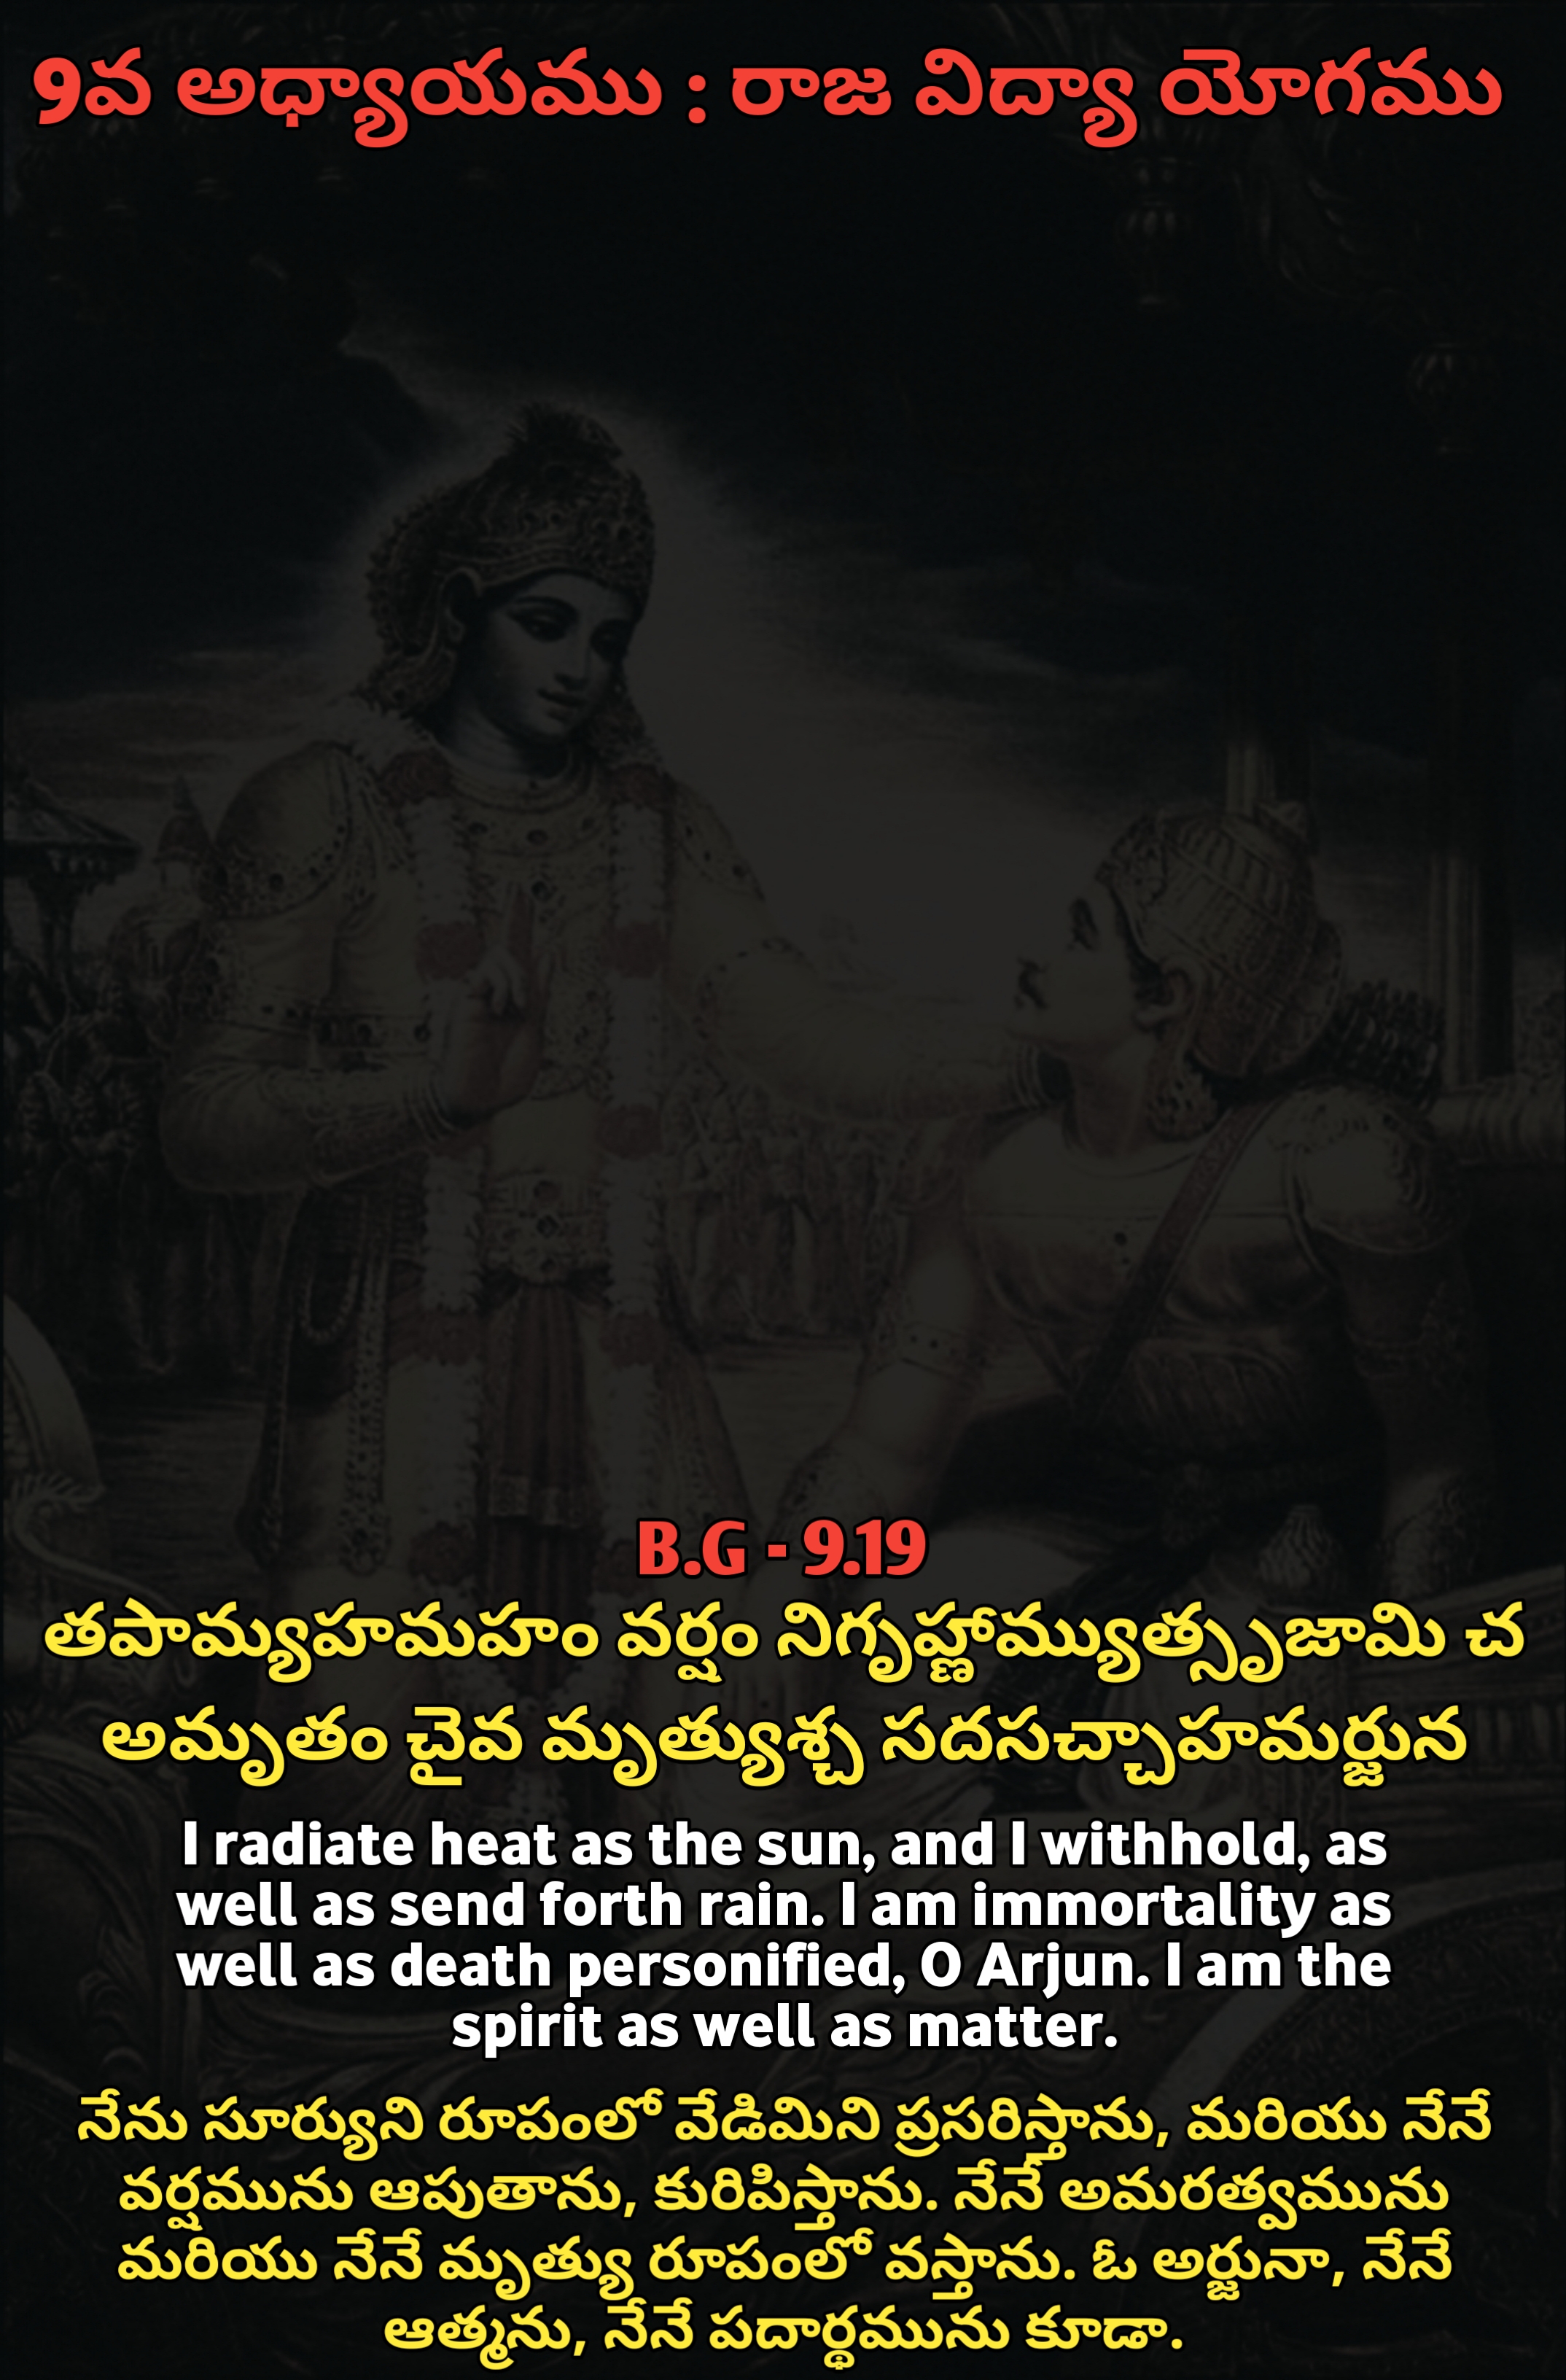 9వ అధ్యాయము : రాజ విద్యా యోగము
B.G - 9.19
తపామ్యహమహం వర్షం నిగృహ్ణామ్యుత్సృజామి చ
అమృతం చైవ మృత్యుశ్చ సదసచ్చాహమర్జున
I radiate heat as the sun, and I withhold, as
well as send forth rain. I am immortality as
well as death personified, O Arjun. I am the
spirit as well as matter.
నేను సూర్యుని రూపంలో వేడిమిని ప్రసరిస్తాను, మరియు నేనే
వర్షమును ఆపుతాను, కురిపిస్తాను. నేనే అమరత్వమును
మరియు నేనే మృత్యు రూపంలో వస్తాను. ఓ అర్జునా, నేనే
ఆత్మను, నేనే పదార్థమును కూడా.